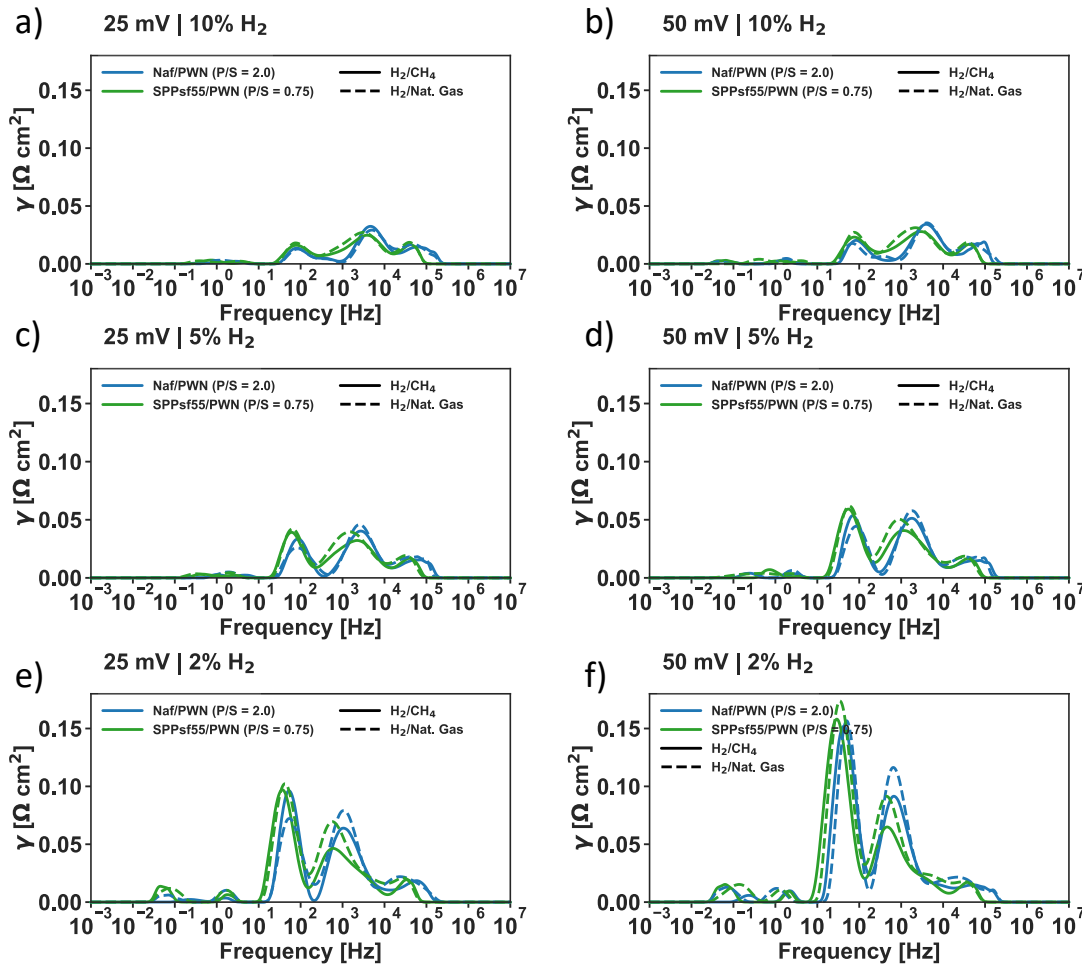 a)
25 mV | 10% H₂
Naf/PWN (P/S = 2.0)
SPPsf55/PWN (P/S = 0.75)
H₂/CH₄
H₂/Nat. Gas
γ [Ω cm²]
0.15
0.10
0.05
0.00
10⁻³ 10⁻² 10⁻¹ 10⁰ 10¹ 10² 10³ 10⁴ 10⁵ 10⁶ 10⁷
Frequency [Hz]
b)
50 mV | 10% H₂
Naf/PWN (P/S = 2.0)
SPPsf55/PWN (P/S = 0.75)
H₂/CH₄
H₂/Nat. Gas
γ [Ω cm²]
0.15
0.10
0.05
0.00
10⁻³ 10⁻² 10⁻¹ 10⁰ 10¹ 10² 10³ 10⁴ 10⁵ 10⁶ 10⁷
Frequency [Hz]
c)
25 mV | 5% H₂
Naf/PWN (P/S = 2.0)
SPPsf55/PWN (P/S = 0.75)
H₂/CH₄
H₂/Nat. Gas
γ [Ω cm²]
0.15
0.10
0.05
0.00
10⁻³ 10⁻² 10⁻¹ 10⁰ 10¹ 10² 10³ 10⁴ 10⁵ 10⁶ 10⁷
Frequency [Hz]
d)
50 mV | 5% H₂
Naf/PWN (P/S = 2.0)
SPPsf55/PWN (P/S = 0.75)
H₂/CH₄
H₂/Nat. Gas
γ [Ω cm²]
0.15
0.10
0.05
0.00
10⁻³ 10⁻² 10⁻¹ 10⁰ 10¹ 10² 10³ 10⁴ 10⁵ 10⁶ 10⁷
Frequency [Hz]
e)
25 mV | 2% H₂
Naf/PWN (P/S = 2.0)
SPPsf55/PWN (P/S = 0.75)
H₂/CH₄
H₂/Nat. Gas
γ [Ω cm²]
0.15
0.10
0.05
0.00
10⁻³ 10⁻² 10⁻¹ 10⁰ 10¹ 10² 10³ 10⁴ 10⁵ 10⁶ 10⁷
Frequency [Hz]
f)
50 mV | 2% H₂
Naf/PWN (P/S = 2.0)
SPPsf55/PWN (P/S = 0.75)
H₂/CH₄
H₂/Nat. Gas
γ [Ω cm²]
0.15
0.10
0.05
0.00
10⁻³ 10⁻² 10⁻¹ 10⁰ 10¹ 10² 10³ 10⁴ 10⁵ 10⁶ 10⁷
Frequency [Hz]